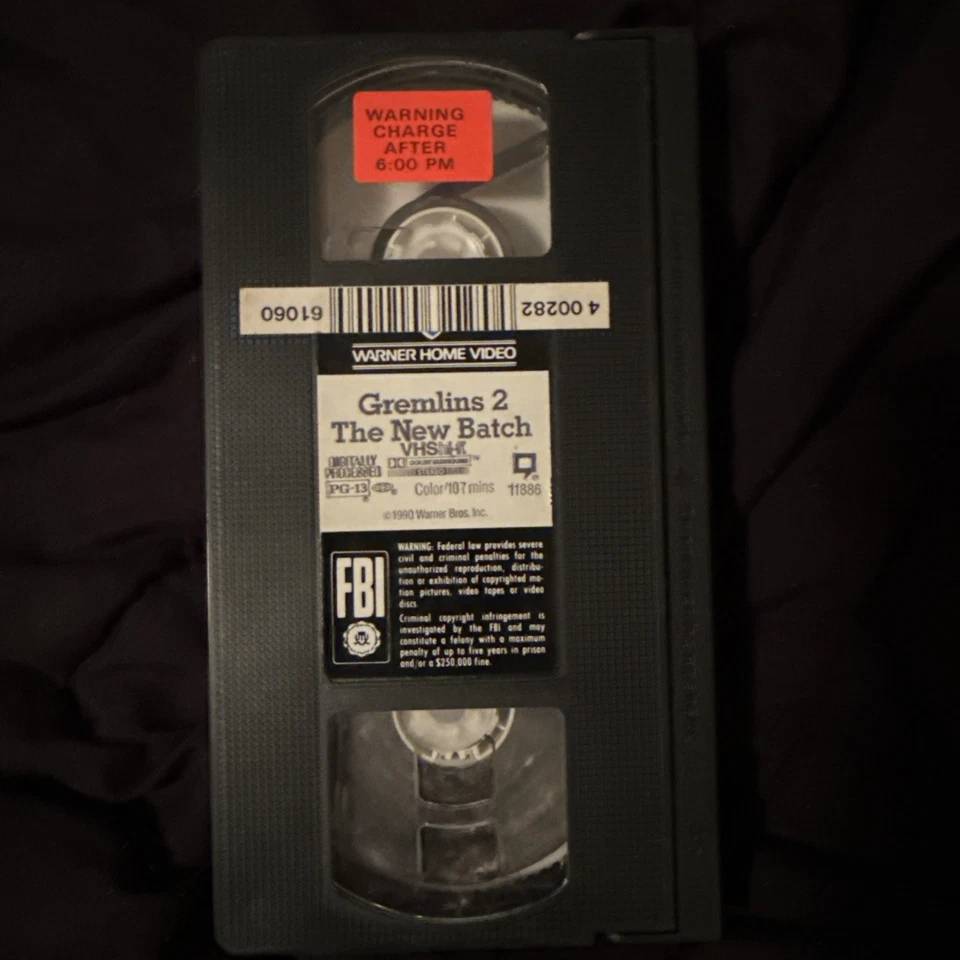 WARNING
CHARGE
AFTER
6:00 PM
4 00282 61060
WARNER HOME VIDEO
Gremlins 2
The New Batch
VHS
DIGITALLY
PROCESSED
DOLBY SURROUND
STEREO
PG-13 Color/107 mins 11886
©1990 Warner Bros. Inc.
FBI
WARNING: Federal law provides severe
civil and criminal penalties for the
unauthorized reproduction, distribu-
tion or exhibition of copyrighted mo-
tion pictures, video tapes or video
discs.
Criminal copyright infringement is
investigated by the FBI and may
constitute a felony with a maximum
penalty of up to five years in prison
and/or a $250,000 fine.